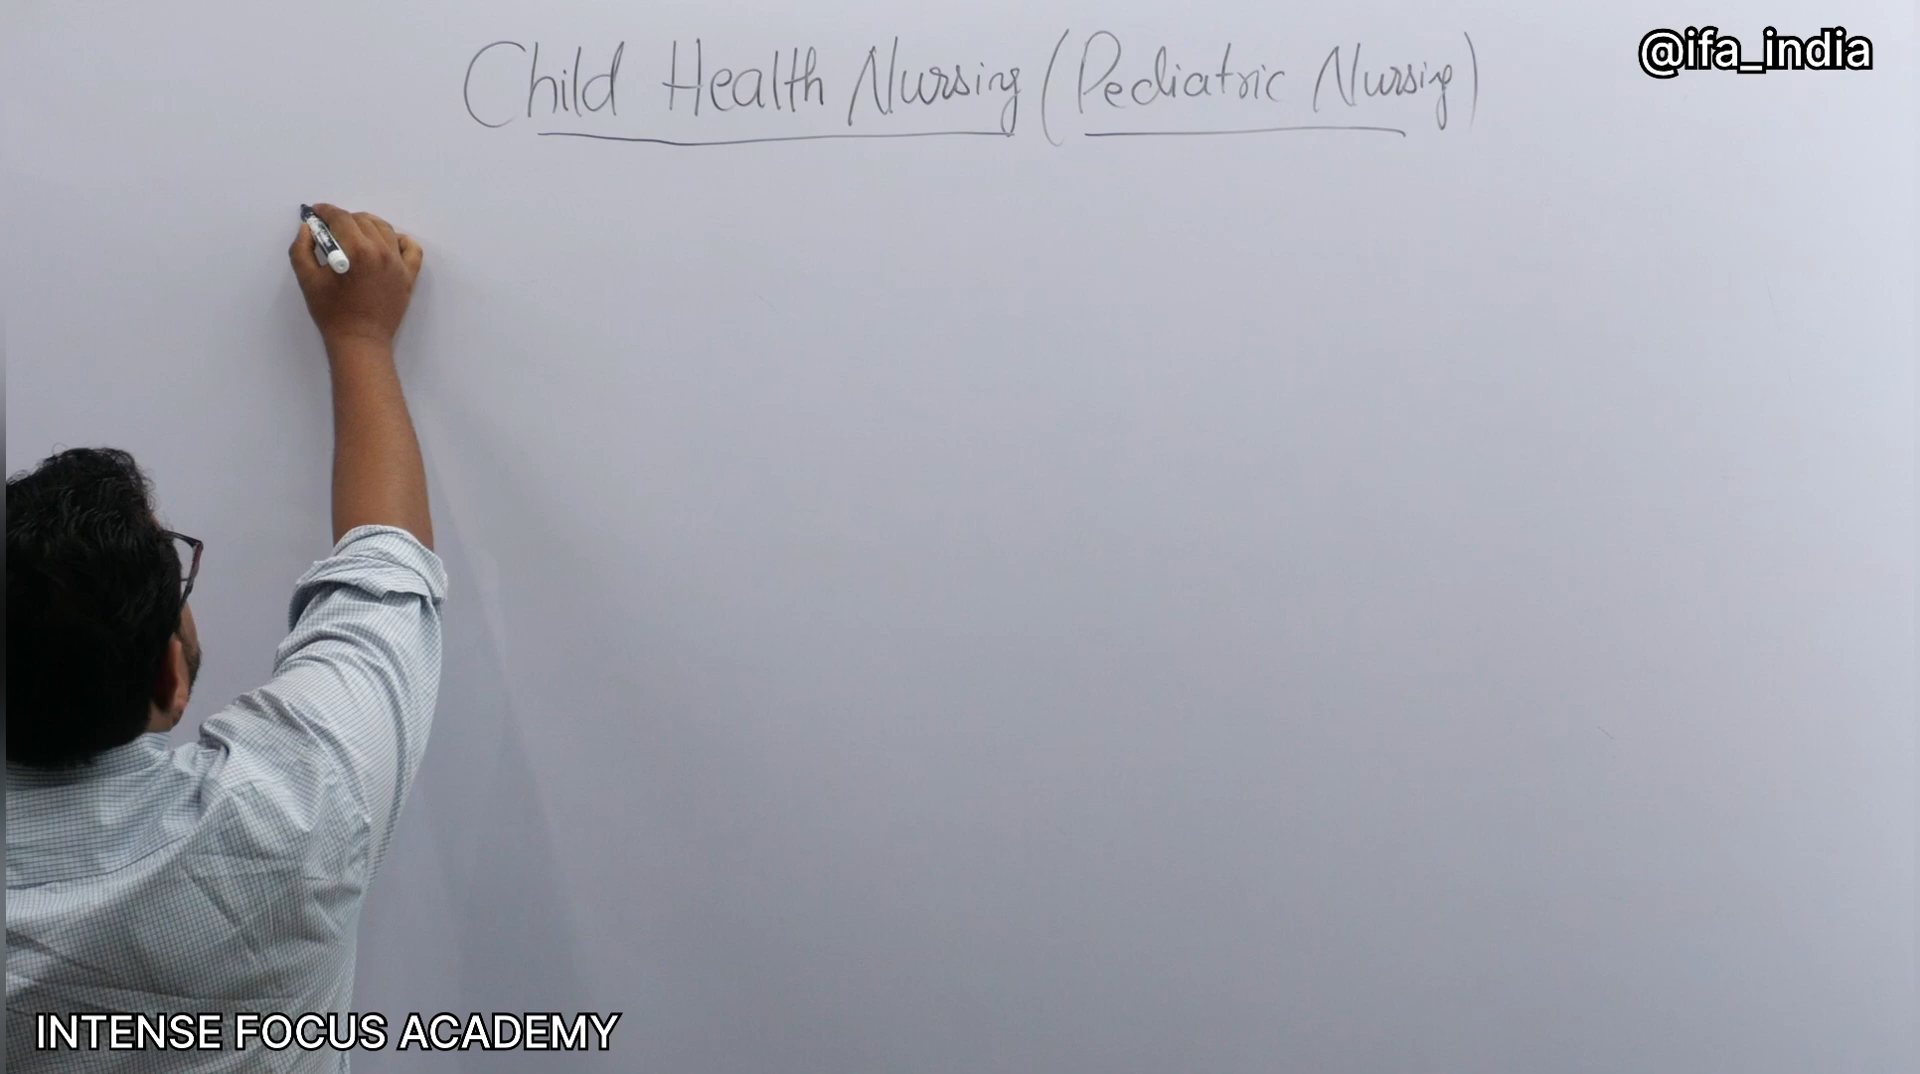 Child Health Nursing (Pediatric Nursing)
@ifa_india
INTENSE FOCUS ACADEMY